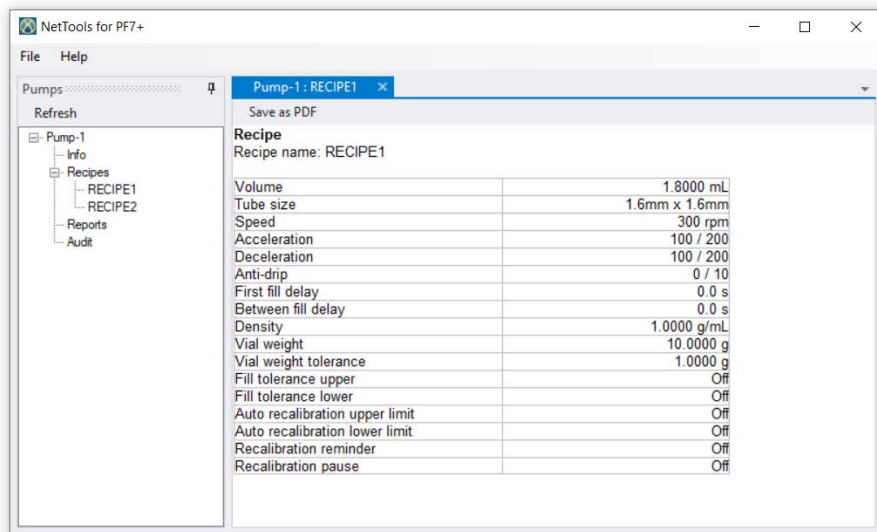 NetTools for PF7+
File Help
Pumps
Refresh
Pump-1
Info
Recipes
RECIPE1
RECIPE2
Reports
Audit
Pump-1 : RECIPE1
Save as PDF
Recipe
Recipe name: RECIPE1
Volume 1.8000 mL
Tube size 1.6mm x 1.6mm
Speed 300 rpm
Acceleration 100 / 200
Deceleration 100 / 200
Anti-drip 0 / 10
First fill delay 0.0 s
Between fill delay 0.0 s
Density 1.0000 g/mL
Vial weight 10.0000 g
Vial weight tolerance 1.0000 g
Fill tolerance upper Off
Fill tolerance lower Off
Auto recalibration upper limit Off
Auto recalibration lower limit Off
Recalibration reminder Off
Recalibration pause Off